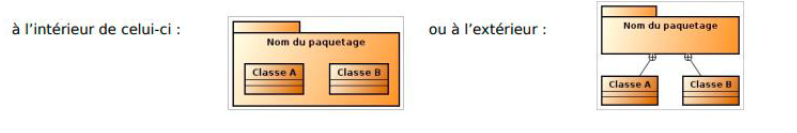 à l’intérieur de celui-ci :
Nom du paquetage
Classe A
Classe B
ou à l’extérieur :
Nom du paquetage
Classe A
Classe B